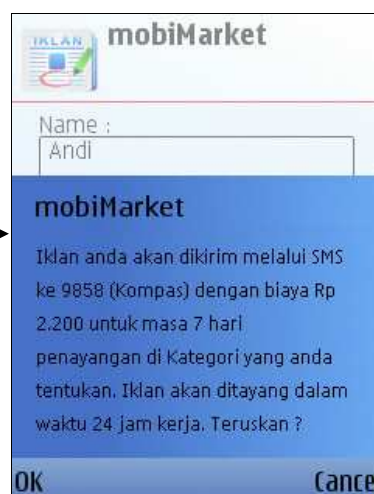 IKLAN
mobiMarket
Name :
Andi
mobiMarket
Iklan anda akan dikirim melalui SMS
ke 9858 (Kompas) dengan biaya Rp
2.200 untuk masa 7 hari
penayangan di Kategori yang anda
tentukan. Iklan akan ditayang dalam
waktu 24 jam kerja. Teruskan ?
OK
Cance